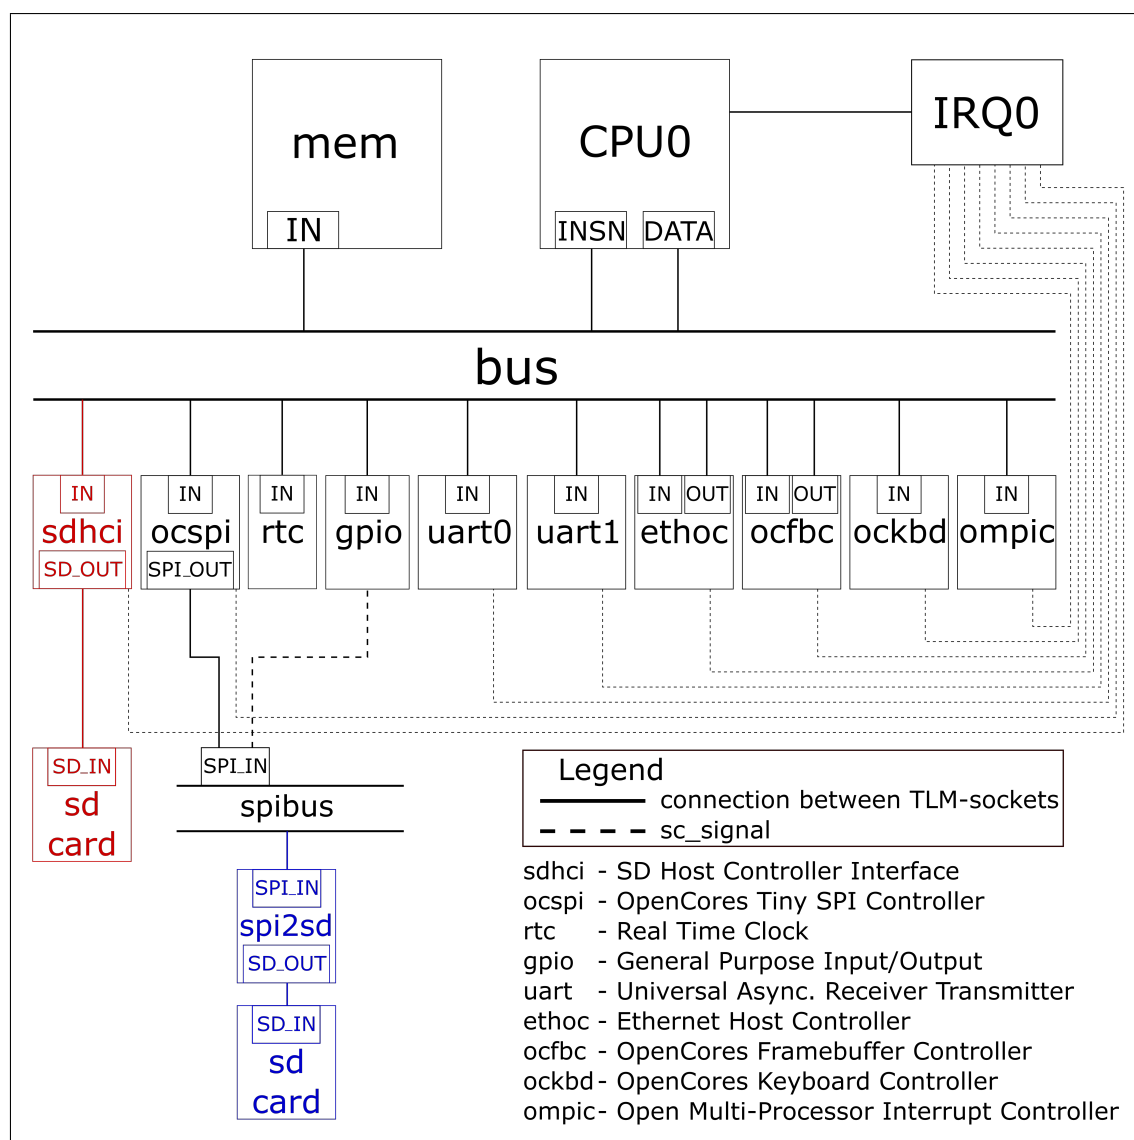 mem
IN
CPU0
INSN DATA
IRQ0
bus
IN
sdhci
SD_OUT
IN
ocspi
SPI_OUT
IN
rtc
IN
gpio
IN
uart0
IN
uart1
IN OUT
ethoc
IN OUT
ocfbc
IN
ockbd
IN
ompic
SD_IN
sd
card
SPI_IN
spibus
SPI_IN
spi2sd
SD_OUT
SD_IN
sd
card
Legend
connection between TLM-sockets
sc_signal
sdhci - SD Host Controller Interface
ocspi - OpenCores Tiny SPI Controller
rtc - Real Time Clock
gpio - General Purpose Input/Output
uart - Universal Async. Receiver Transmitter
ethoc - Ethernet Host Controller
ocfbc - OpenCores Framebuffer Controller
ockbd - OpenCores Keyboard Controller
ompic - Open Multi-Processor Interrupt Controller